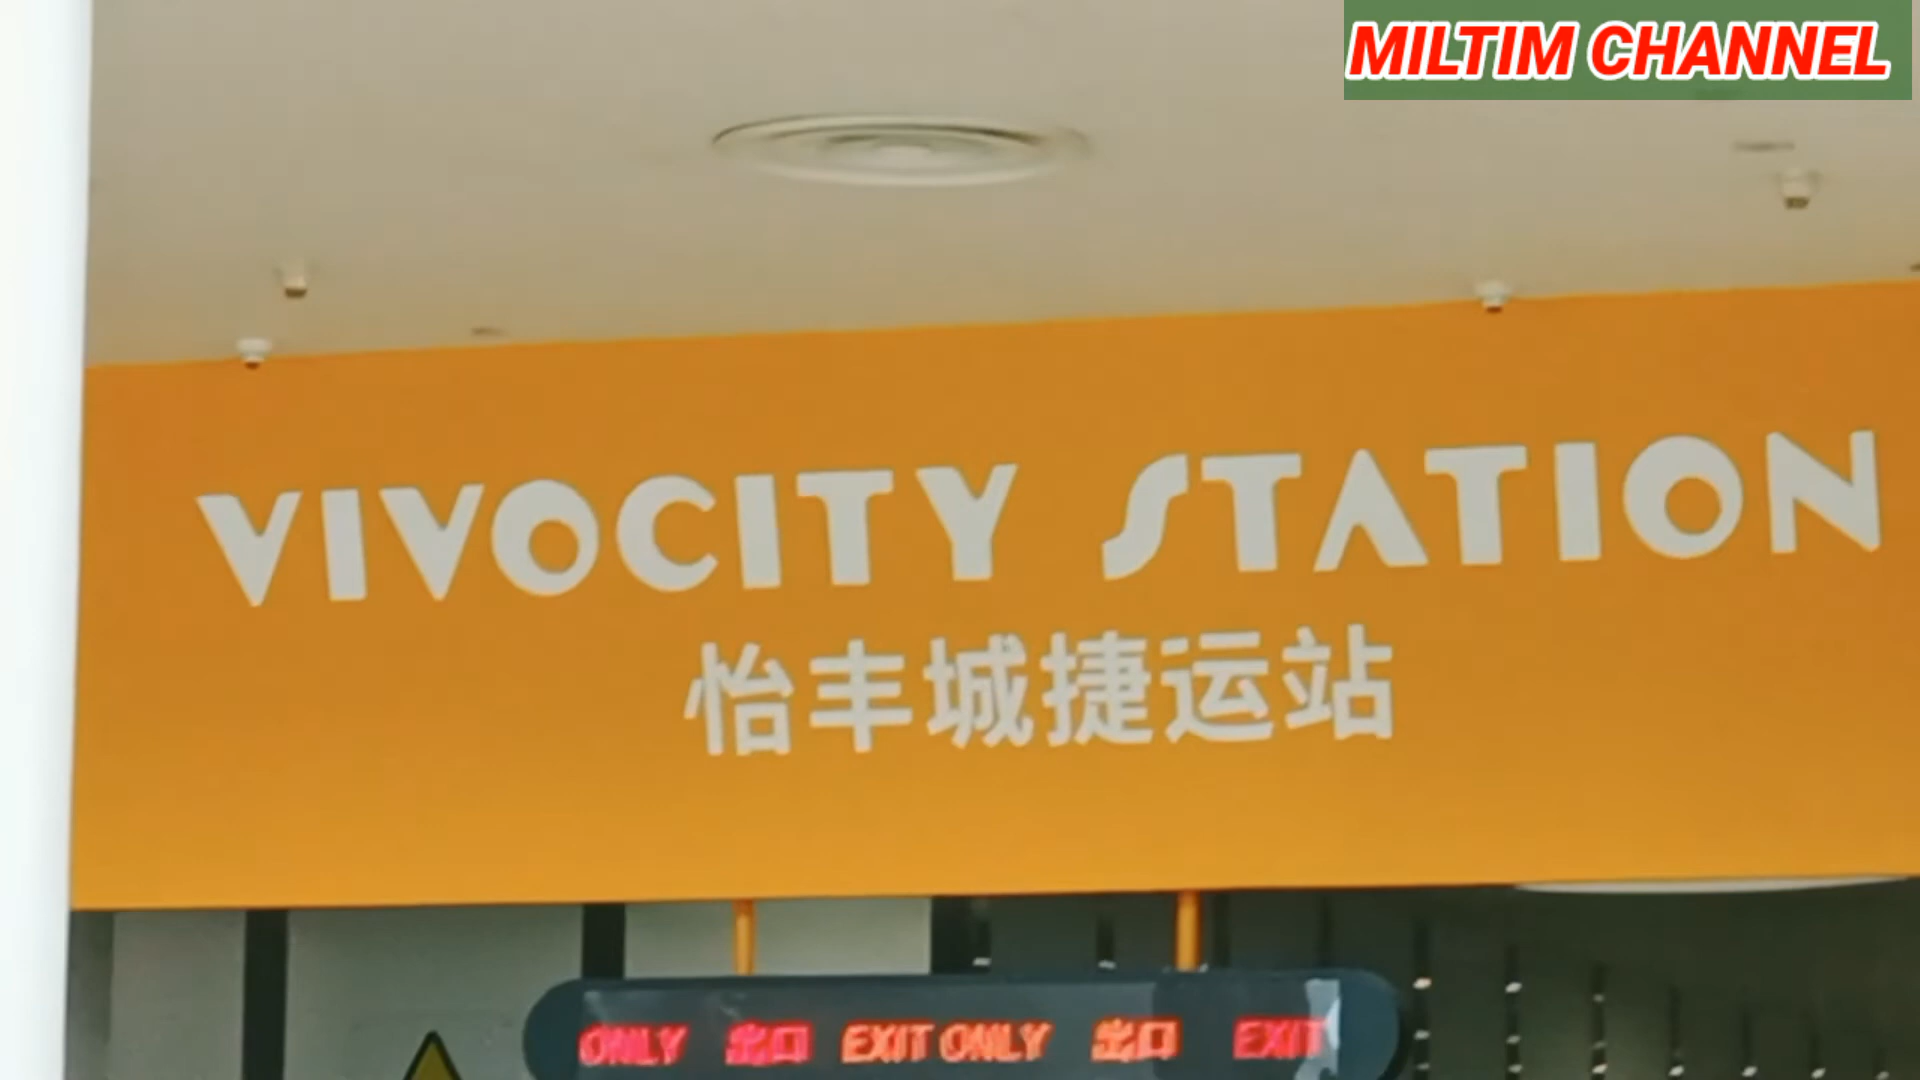 MILTIM CHANNEL
VIVOCITY STATION
怡丰城捷运站
ONLY 出口 EXIT ONLY 出口 EXIT